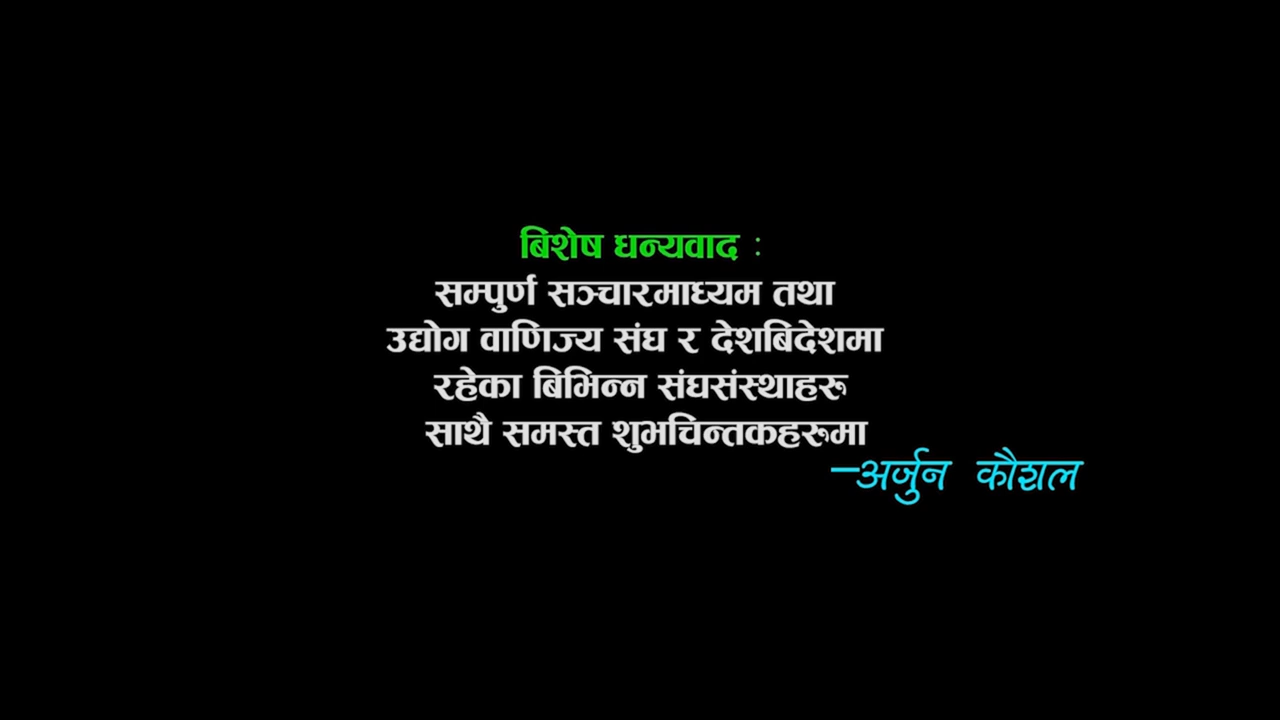 बिशेष धन्यवाद :
सम्पुर्ण सञ्चारमाध्यम तथा
उद्योग वाणिज्य संघ र देशबिदेशमा
रहेका बिभिन्न संघसंस्थाहरु
साथै समस्त शुभचिन्तकहरुमा
–अर्जुन कौशल